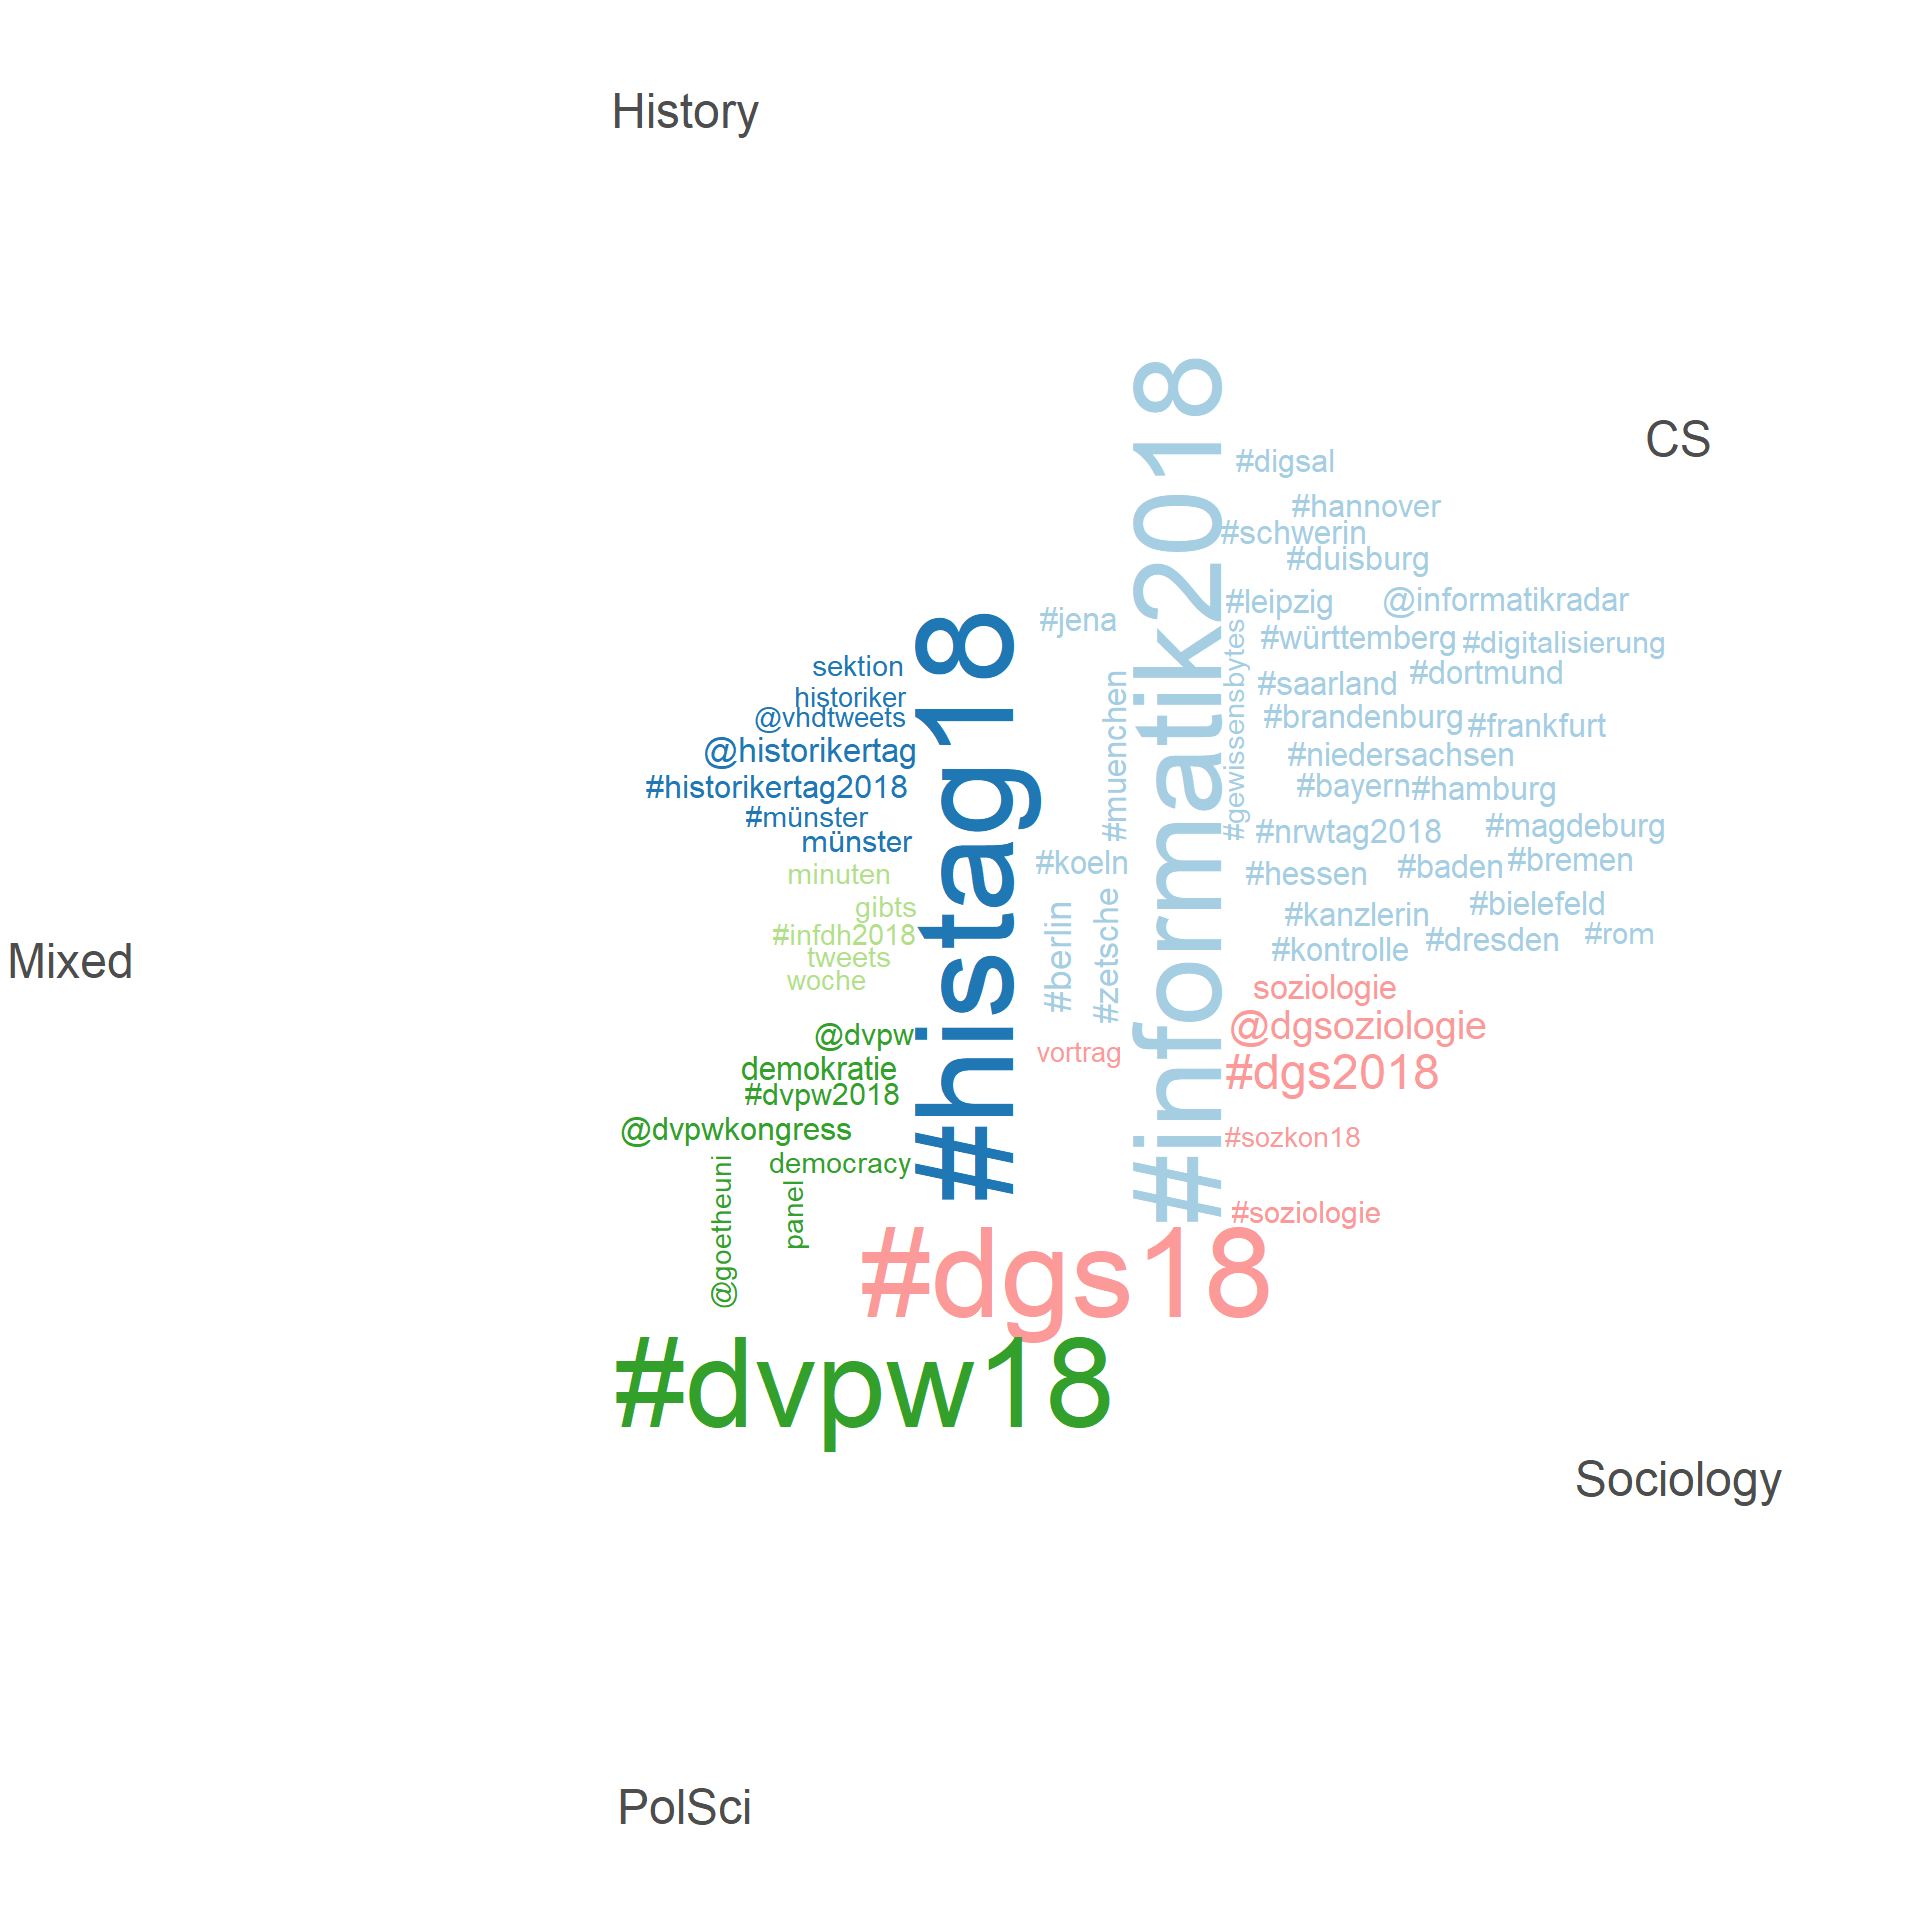 History
CS
#informatik2018
#digsal
#hannover
#schwerin
#duisburg
#leipzig
@informatikradar
#jena
#histag18
#gewissensbytes
#württemberg
#digitalisierung
sektion
#muenchen
#saarland
#dortmund
historiker
@vhdtweets
#brandenburg
#frankfurt
@historikertag
#niedersachsen
#historikertag2018
#bayern
#hamburg
#münster
#nrwtag2018
#magdeburg
münster
#koeln
minuten
#hessen
#baden
#bremen
gibts
#berlin
#zetsche
#kanzlerin
#bielefeld
#infdh2018
#kontrolle
#dresden
#rom
Mixed
tweets
woche
soziologie
@dvpw
@dgsoziologie
vortrag
demokratie
#dgs2018
#dvpw2018
@dvpwkongress
#sozkon18
democracy
@goetheuni
panel
#soziologie
#dgs18
#dvpw18
Sociology
PolSci